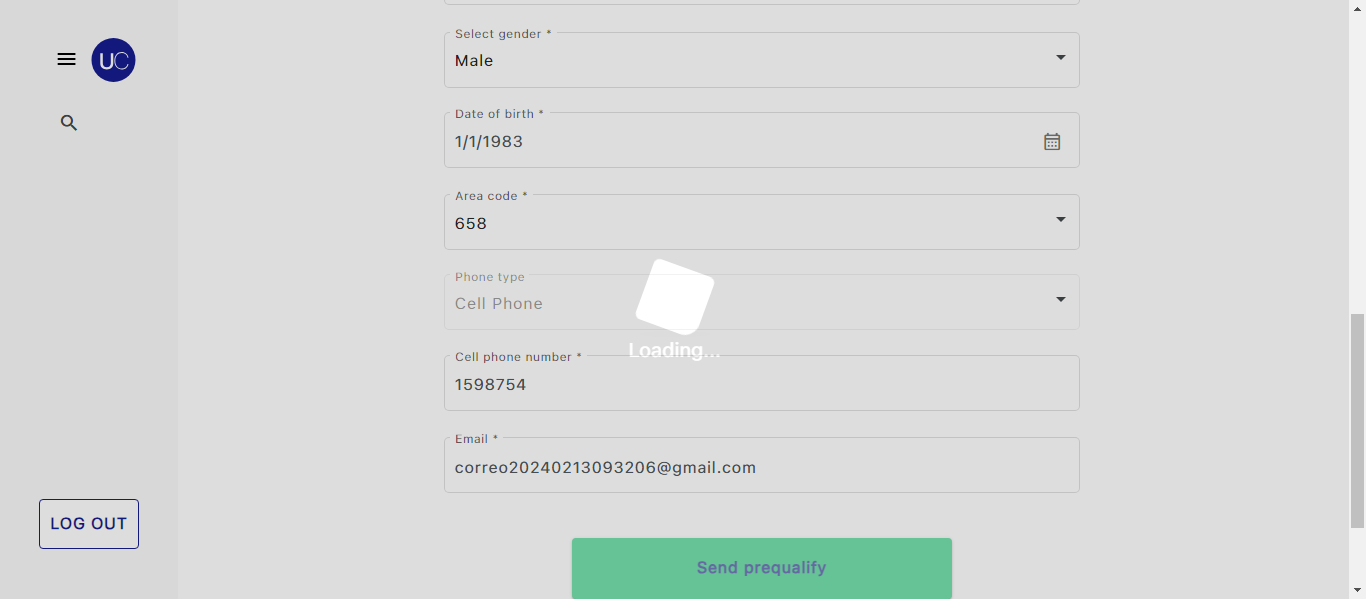 Select gender *
Male
UC
Date of birth *
1/1/1983
Area code *
658
Phone type
Cell Phone
Loading...
Cell phone number *
1598754
Email *
correo20240213093206@gmail.com
LOG OUT
Send prequalify